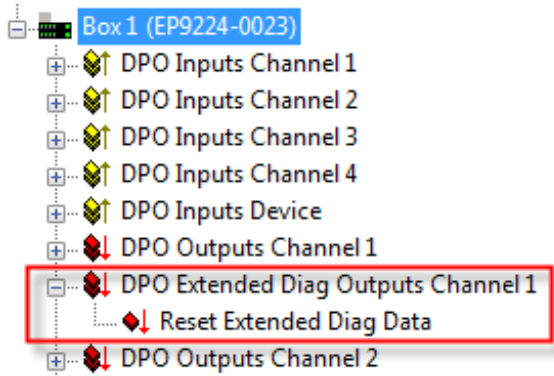 Box 1 (EP9224-0023)
DPO Inputs Channel 1
DPO Inputs Channel 2
DPO Inputs Channel 3
DPO Inputs Channel 4
DPO Inputs Device
DPO Outputs Channel 1
DPO Extended Diag Outputs Channel 1
Reset Extended Diag Data
DPO Outputs Channel 2